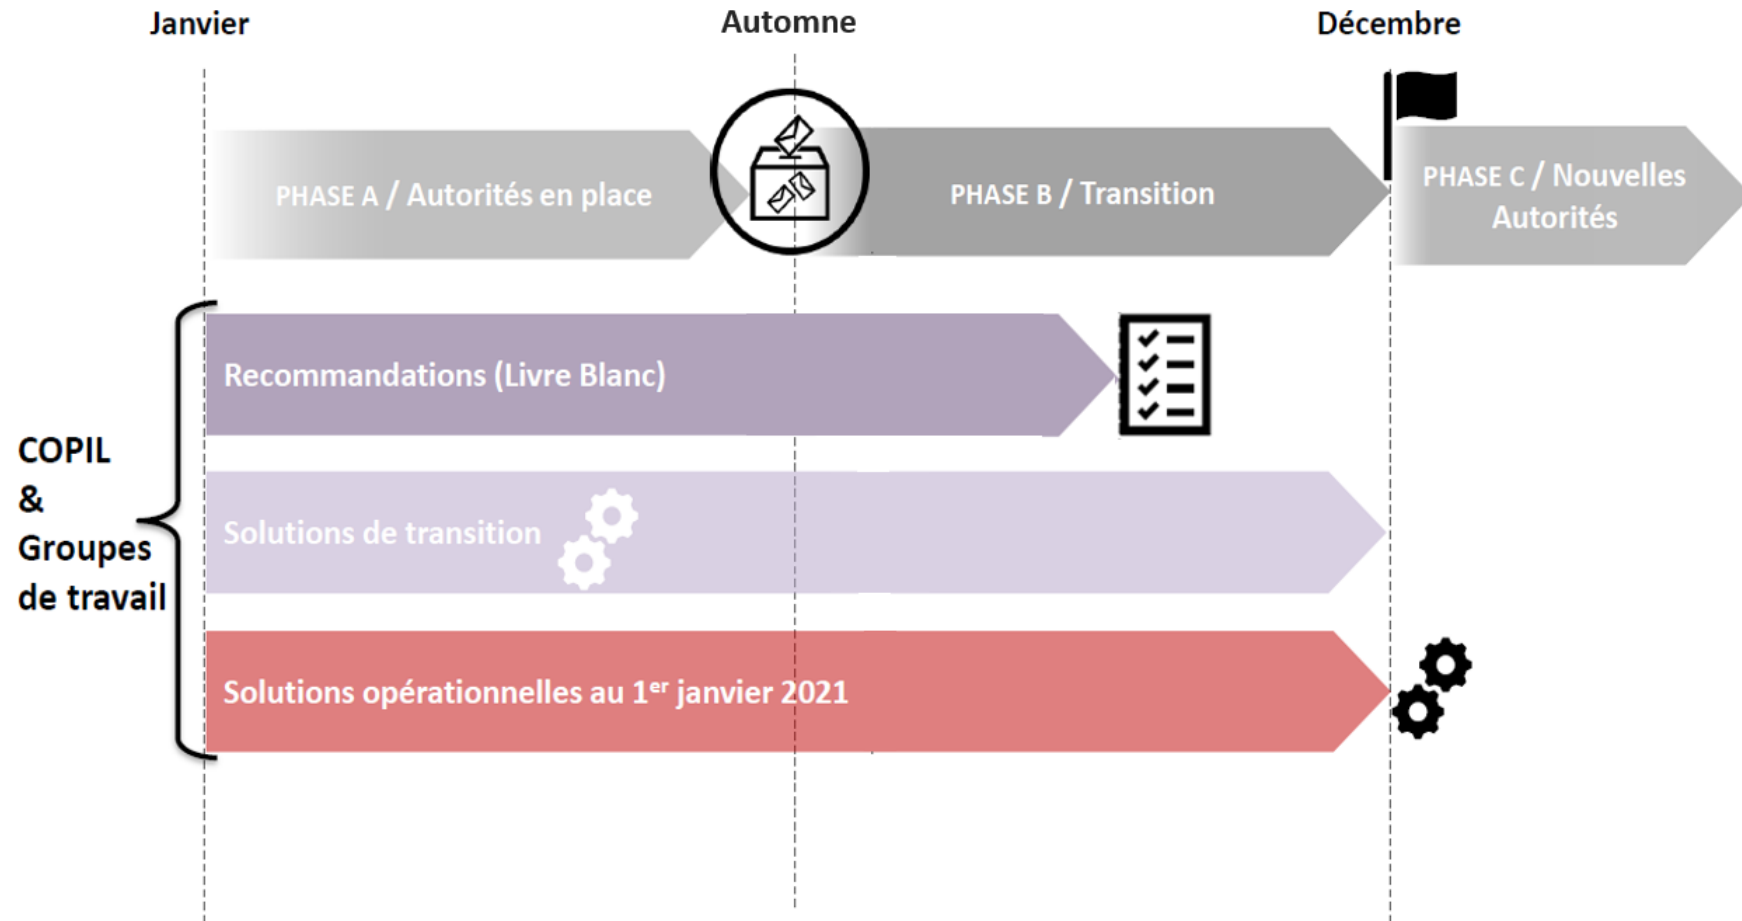 Janvier
Automne
Décembre
PHASE A / Autorités en place
PHASE B / Transition
PHASE C / Nouvelles
Autorités
COPIL
&
Groupes
de travail
Recommandations (Livre Blanc)
Solutions de transition
Solutions opérationnelles au 1er janvier 2021